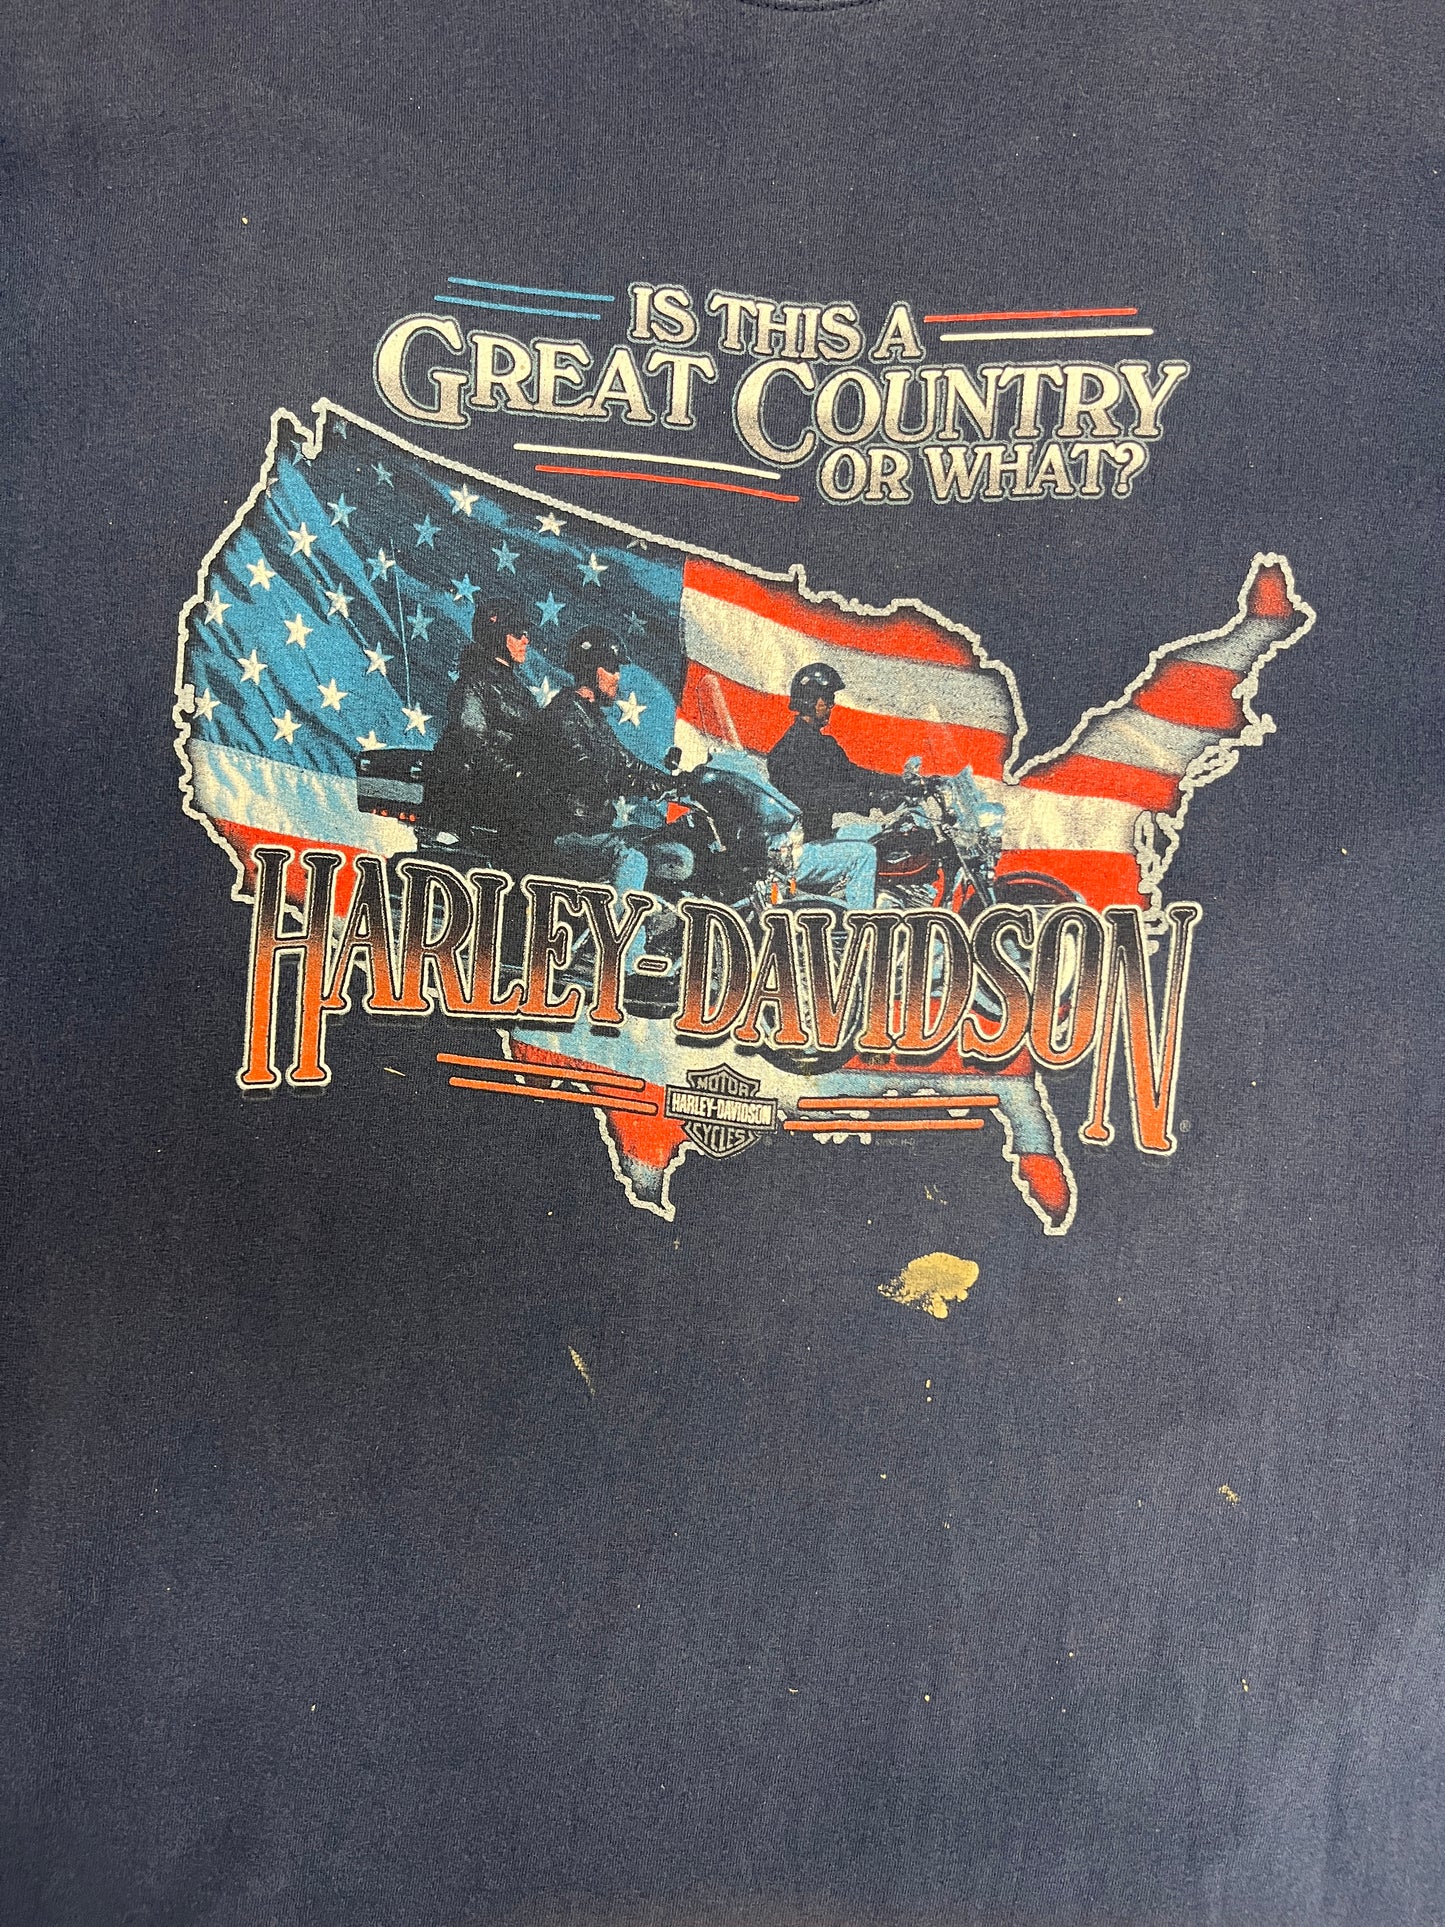 IS THIS A
GREAT COUNTRY
OR WHAT?
HARLEY-DAVIDSON
®
MOTOR
HARLEY-DAVIDSON
CYCLES